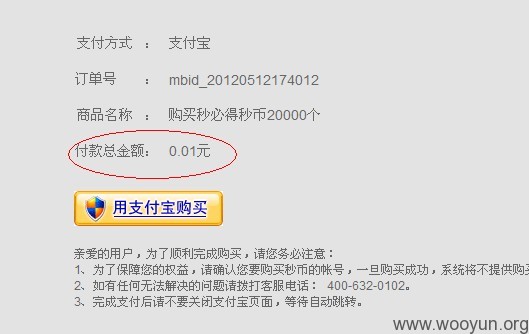 支付方式 ： 支付宝
订单号 ： mbid_20120512174012
商品名称 ： 购买秒必得秒币20000个
付款总金额： 0.01元
用支付宝购买
亲爱的用户，为了顺利完成购买，请您务必注意：
1、为了保障您的权益，请确认您要购买秒币的帐号，一旦购买成功，系统将不提供购
2、如有任何无法解决的问题请拨打客服电话： 400-632-0102。
3、完成支付后请不要关闭支付宝页面，等待自动跳转。
www.wooyun.org